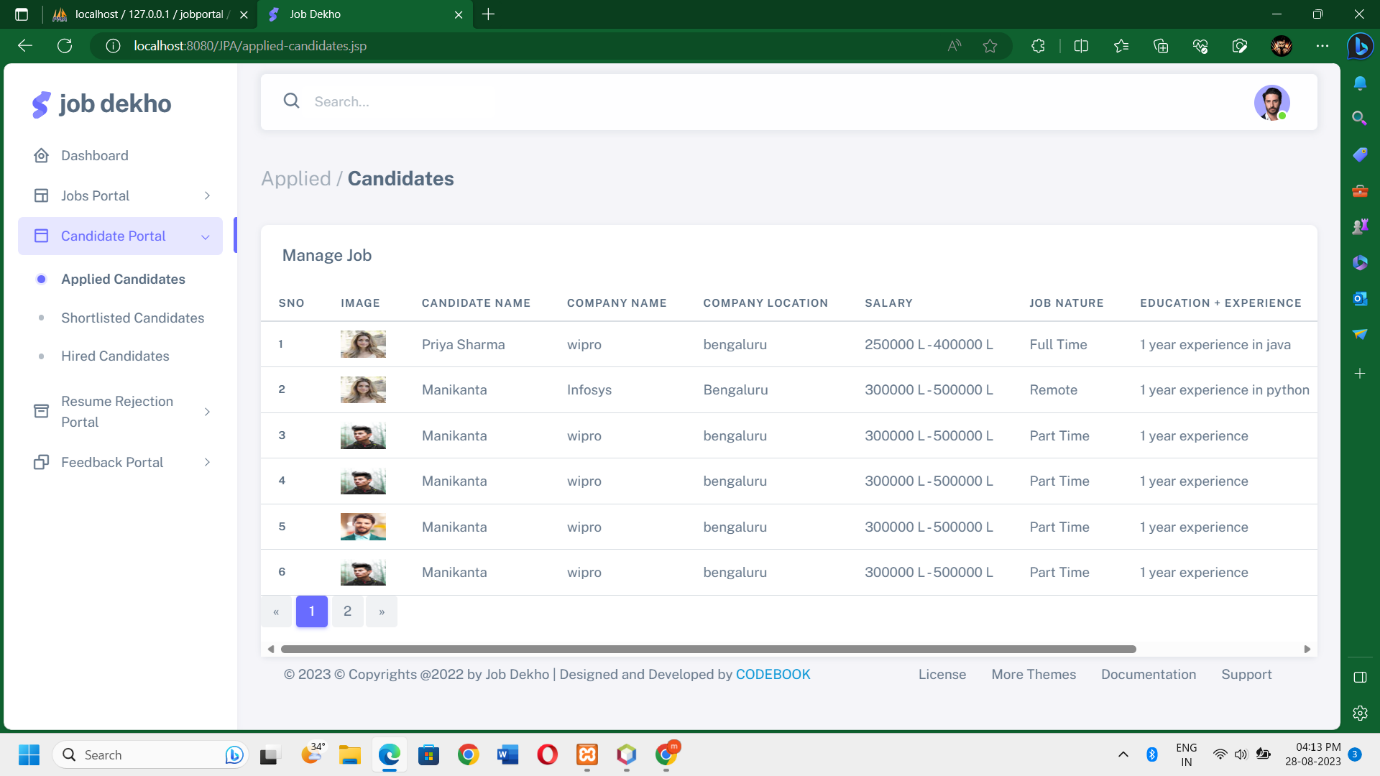 localhost / 127.0.0.1 / jobportal /
Job Dekho
localhost:8080/JPA/applied-candidates.jsp
job dekho
Search...
Dashboard
Jobs Portal
Candidate Portal
Applied Candidates
Shortlisted Candidates
Hired Candidates
Resume Rejection
Portal
Feedback Portal
Applied / Candidates
Manage Job
SNO IMAGE CANDIDATE NAME COMPANY NAME COMPANY LOCATION SALARY JOB NATURE EDUCATION + EXPERIENCE
1 Priya Sharma wipro bengaluru 250000 L - 400000 L Full Time 1 year experience in java
2 Manikanta Infosys Bengaluru 300000 L - 500000 L Remote 1 year experience in python
3 Manikanta wipro bengaluru 300000 L - 500000 L Part Time 1 year experience
4 Manikanta wipro bengaluru 300000 L - 500000 L Part Time 1 year experience
5 Manikanta wipro bengaluru 300000 L - 500000 L Part Time 1 year experience
6 Manikanta wipro bengaluru 300000 L - 500000 L Part Time 1 year experience
« 1 2 »
© 2023 © Copyrights @2022 by Job Dekho | Designed and Developed by CODEBOOK License More Themes Documentation Support
Search
34°
ENG
IN
04:13 PM
28-08-2023
3